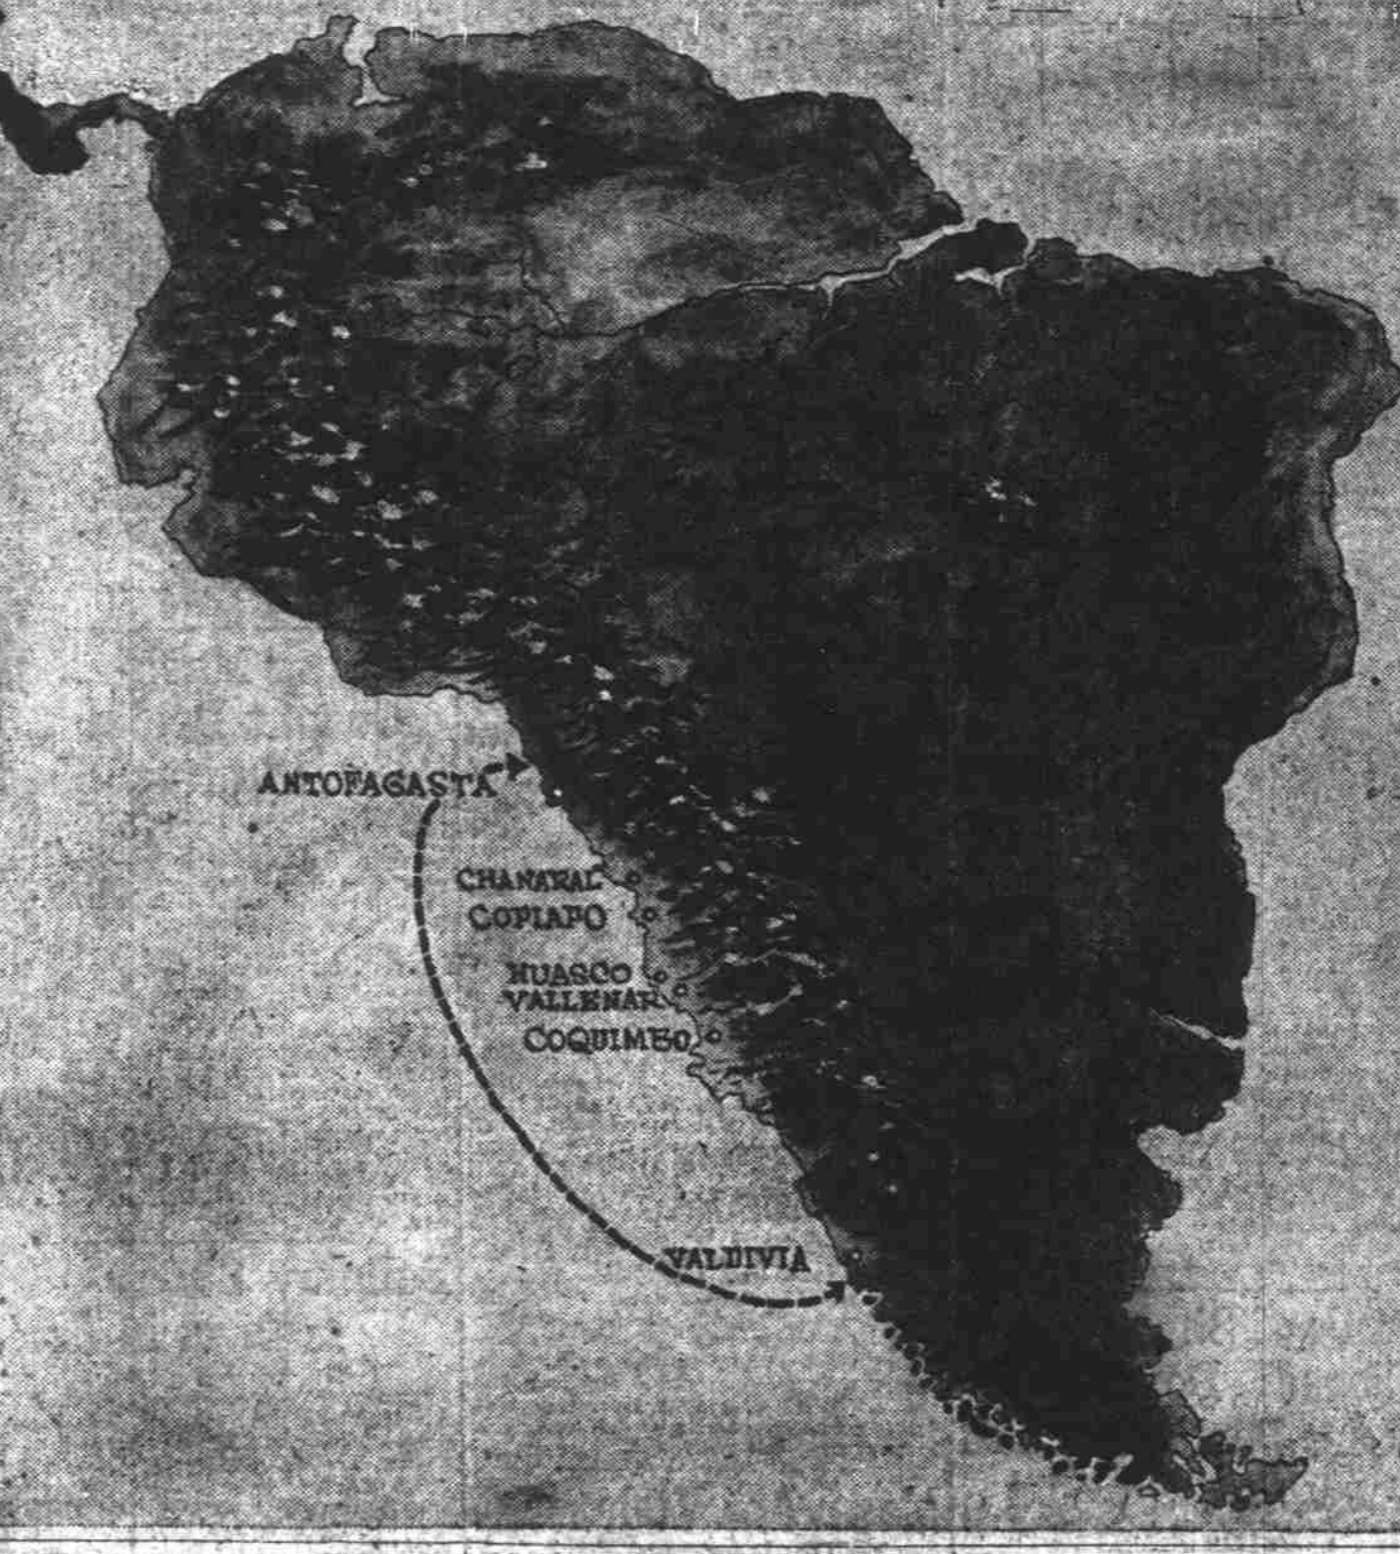 ANTOFAGASTA
CHANARAL
COPIAPO
HUASCO
VALLENAR
COQUIMBO
VALDIVIA